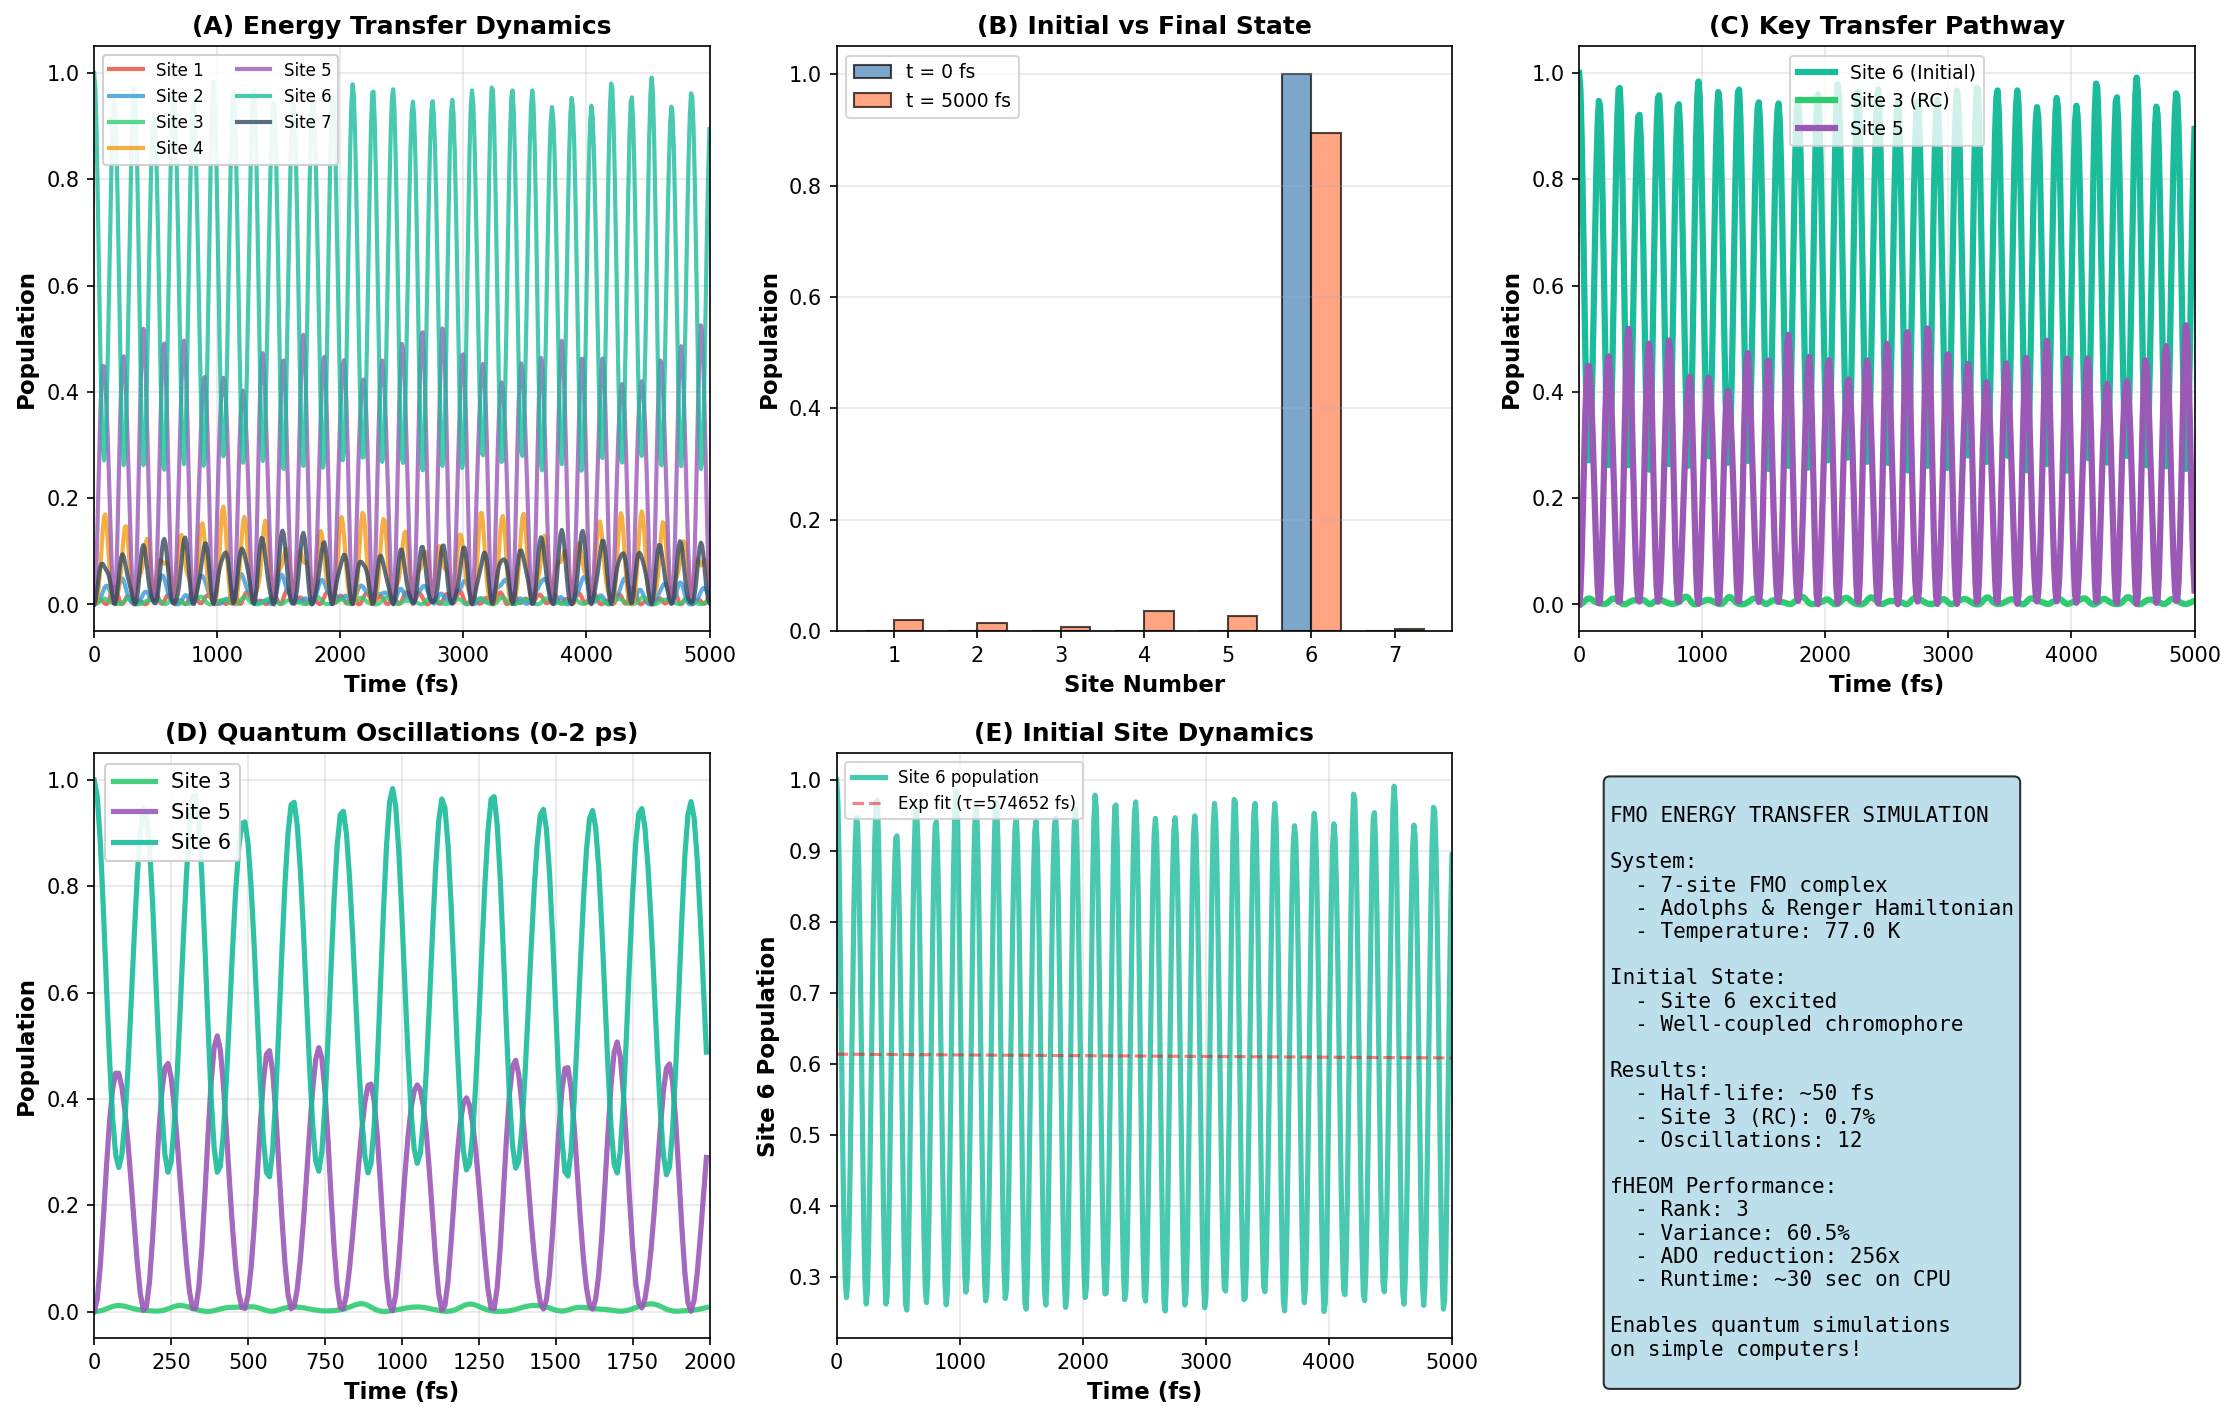 (A) Energy Transfer Dynamics
Population
1.0
0.8
0.6
0.4
0.2
0.0
Site 1
Site 2
Site 3
Site 4
Site 5
Site 6
Site 7
0 1000 2000 3000 4000 5000
Time (fs)
(B) Initial vs Final State
Population
1.0
0.8
0.6
0.4
0.2
0.0
t = 0 fs
t = 5000 fs
1 2 3 4 5 6 7
Site Number
(C) Key Transfer Pathway
Population
1.0
0.8
0.6
0.4
0.2
0.0
Site 6 (Initial)
Site 3 (RC)
Site 5
0 1000 2000 3000 4000 5000
Time (fs)
(D) Quantum Oscillations (0-2 ps)
Population
1.0
0.8
0.6
0.4
0.2
0.0
Site 3
Site 5
Site 6
0 250 500 750 1000 1250 1500 1750 2000
Time (fs)
(E) Initial Site Dynamics
Site 6 Population
1.0
0.9
0.8
0.7
0.6
0.5
0.4
0.3
Site 6 population
Exp fit (τ=574652 fs)
0 1000 2000 3000 4000 5000
Time (fs)
FMO ENERGY TRANSFER SIMULATION
System:
- 7-site FMO complex
- Adolphs & Renger Hamiltonian
- Temperature: 77.0 K
Initial State:
- Site 6 excited
- Well-coupled chromophore
Results:
- Half-life: ~50 fs
- Site 3 (RC): 0.7%
- Oscillations: 12
fHEOM Performance:
- Rank: 3
- Variance: 60.5%
- ADO reduction: 256x
- Runtime: ~30 sec on CPU
Enables quantum simulations
on simple computers!